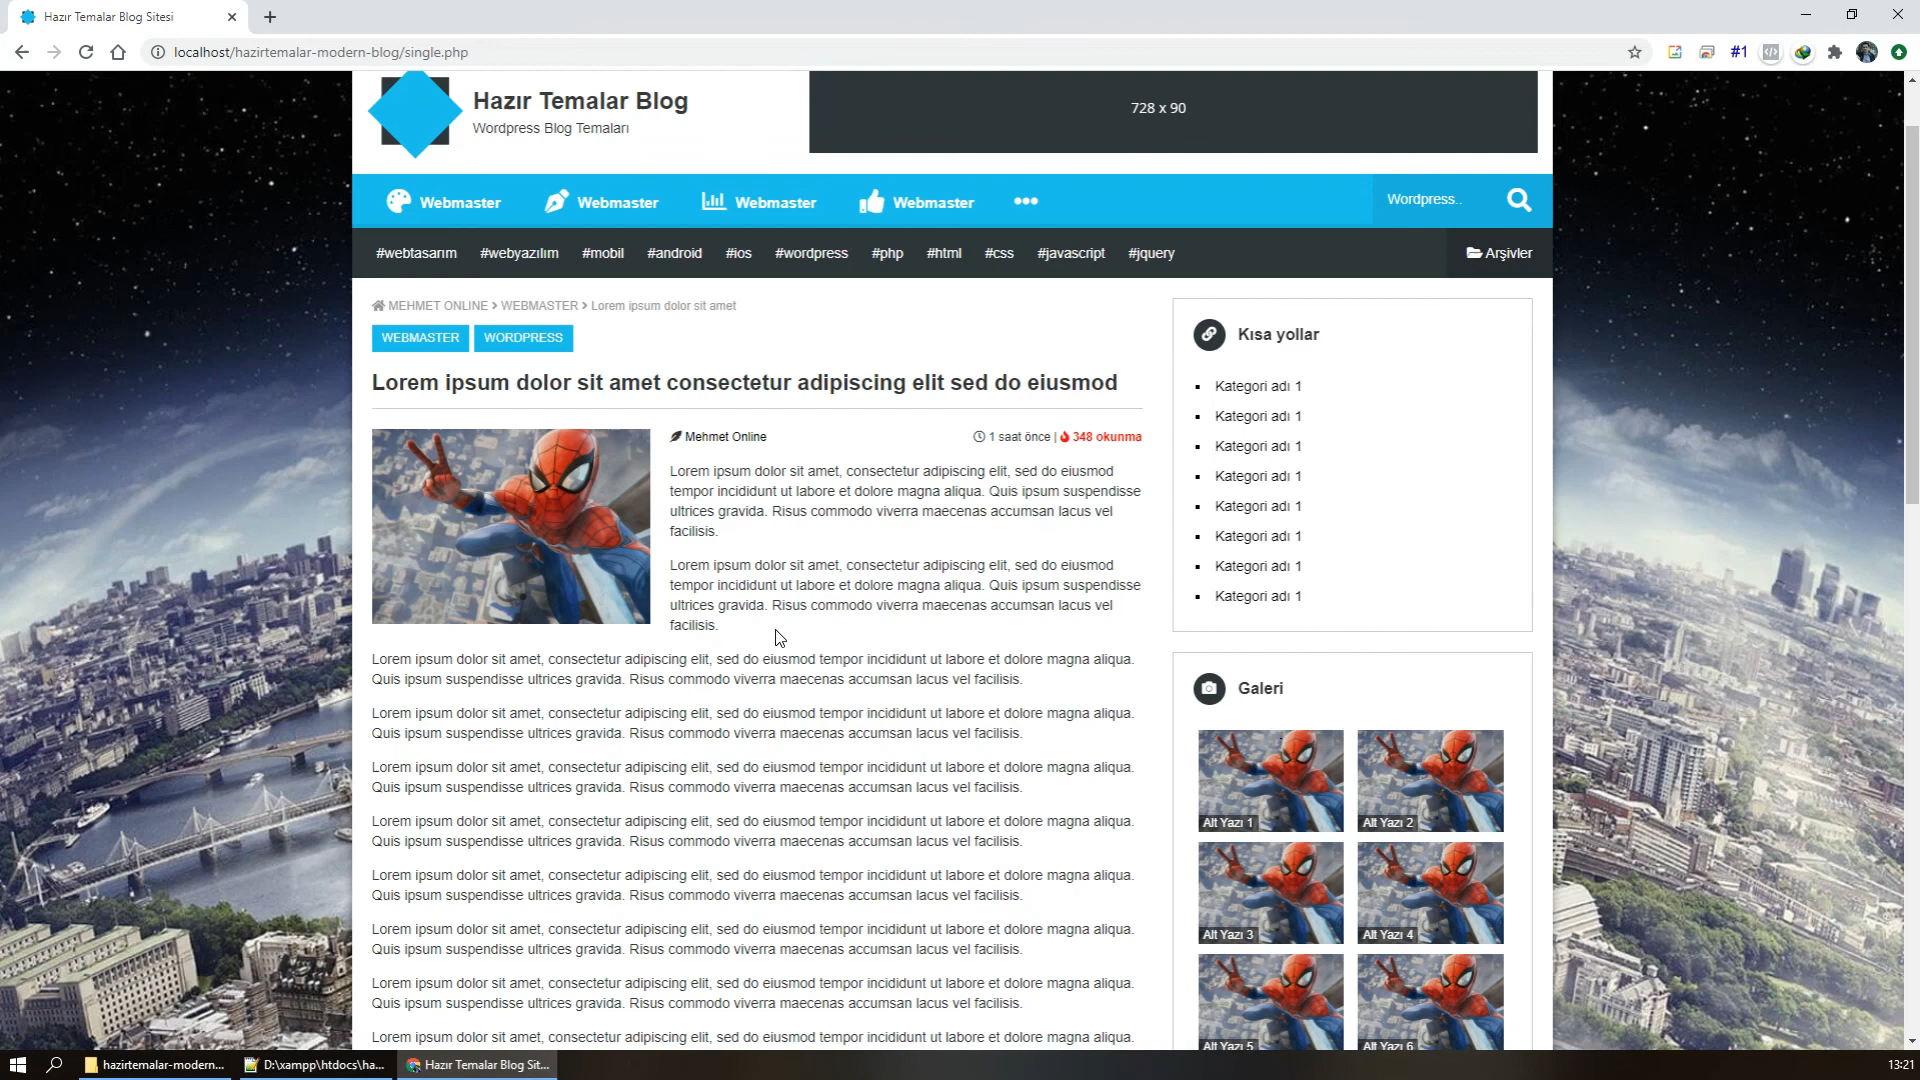 Hazır Temalar Blog Sitesi
localhost/hazirtemalar-modern-blog/single.php
#1
Hazır Temalar Blog
Wordpress Blog Temaları
728 x 90
Webmaster
Webmaster
Webmaster
Webmaster
Wordpress..
#webtasarım #webyazılım #mobil #android #ios #wordpress #php #html #css #javascript #jquery
Arşivler
MEHMET ONLINE > WEBMASTER > Lorem ipsum dolor sit amet
WEBMASTER WORDPRESS
Lorem ipsum dolor sit amet consectetur adipiscing elit sed do eiusmod
Mehmet Online
1 saat önce | 348 okunma
Lorem ipsum dolor sit amet, consectetur adipiscing elit, sed do eiusmod
tempor incididunt ut labore et dolore magna aliqua. Quis ipsum suspendisse
ultrices gravida. Risus commodo viverra maecenas accumsan lacus vel
facilisis.
Lorem ipsum dolor sit amet, consectetur adipiscing elit, sed do eiusmod
tempor incididunt ut labore et dolore magna aliqua. Quis ipsum suspendisse
ultrices gravida. Risus commodo viverra maecenas accumsan lacus vel
facilisis.
Lorem ipsum dolor sit amet, consectetur adipiscing elit, sed do eiusmod tempor incididunt ut labore et dolore magna aliqua.
Quis ipsum suspendisse ultrices gravida. Risus commodo viverra maecenas accumsan lacus vel facilisis.
Lorem ipsum dolor sit amet, consectetur adipiscing elit, sed do eiusmod tempor incididunt ut labore et dolore magna aliqua.
Quis ipsum suspendisse ultrices gravida. Risus commodo viverra maecenas accumsan lacus vel facilisis.
Lorem ipsum dolor sit amet, consectetur adipiscing elit, sed do eiusmod tempor incididunt ut labore et dolore magna aliqua.
Quis ipsum suspendisse ultrices gravida. Risus commodo viverra maecenas accumsan lacus vel facilisis.
Lorem ipsum dolor sit amet, consectetur adipiscing elit, sed do eiusmod tempor incididunt ut labore et dolore magna aliqua.
Quis ipsum suspendisse ultrices gravida. Risus commodo viverra maecenas accumsan lacus vel facilisis.
Lorem ipsum dolor sit amet, consectetur adipiscing elit, sed do eiusmod tempor incididunt ut labore et dolore magna aliqua.
Quis ipsum suspendisse ultrices gravida. Risus commodo viverra maecenas accumsan lacus vel facilisis.
Lorem ipsum dolor sit amet, consectetur adipiscing elit, sed do eiusmod tempor incididunt ut labore et dolore magna aliqua.
Quis ipsum suspendisse ultrices gravida. Risus commodo viverra maecenas accumsan lacus vel facilisis.
Lorem ipsum dolor sit amet, consectetur adipiscing elit, sed do eiusmod tempor incididunt ut labore et dolore magna aliqua.
Quis ipsum suspendisse ultrices gravida. Risus commodo viverra maecenas accumsan lacus vel facilisis.
Lorem ipsum dolor sit amet, consectetur adipiscing elit, sed do eiusmod tempor incididunt ut labore et dolore magna aliqua.
Kısa yollar
Kategori adı 1
Kategori adı 1
Kategori adı 1
Kategori adı 1
Kategori adı 1
Kategori adı 1
Kategori adı 1
Kategori adı 1
Galeri
Alt Yazı 1
Alt Yazı 2
Alt Yazı 3
Alt Yazı 4
Alt Yazı 5
Alt Yazı 6
hazirtemalar-modern...
D:\xampp\htdocs\ha...
Hazır Temalar Blog Sit...
13:21